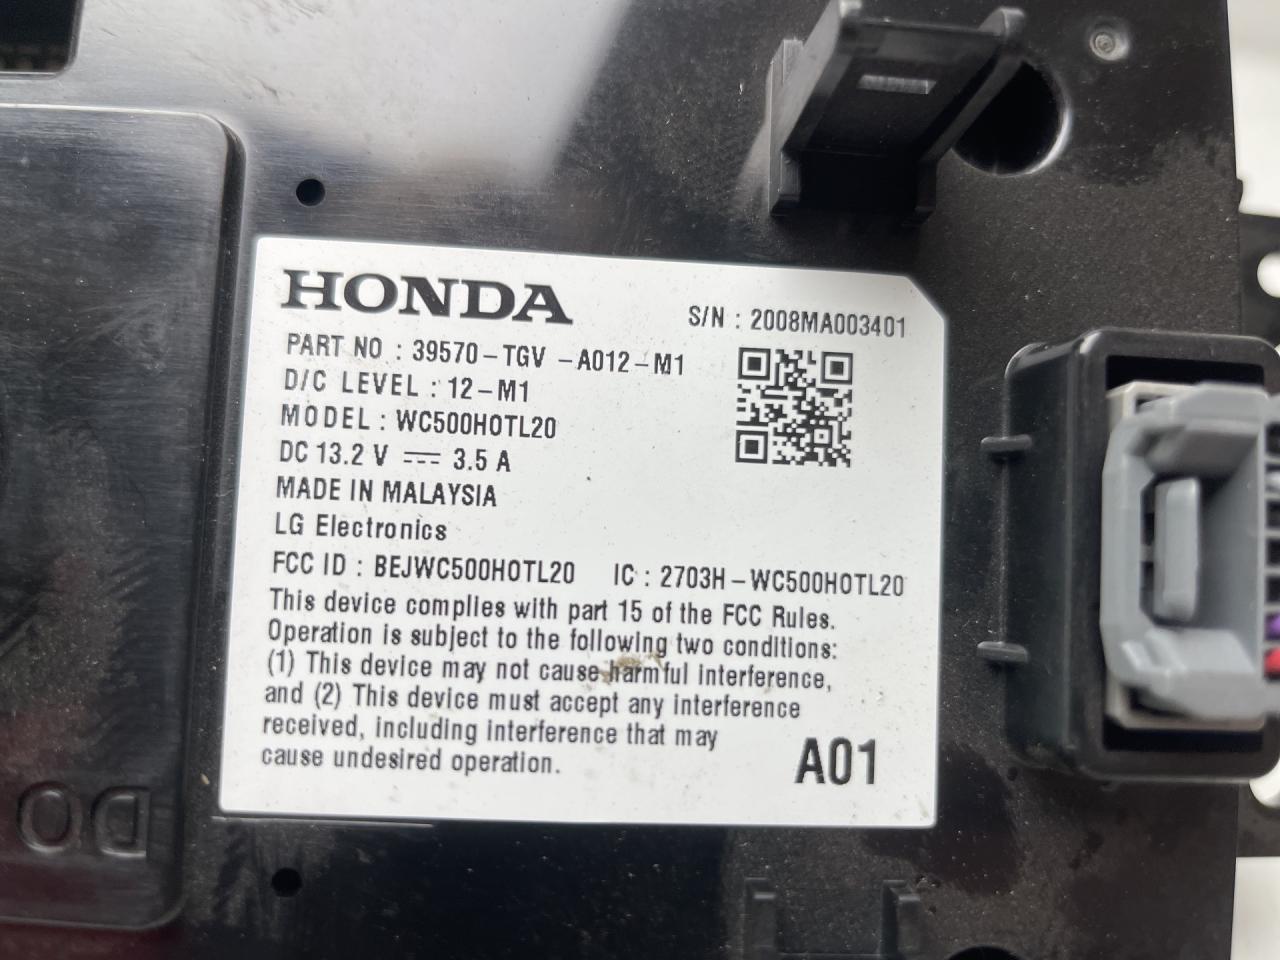 HONDA
S/N : 2008MA003401
PART NO : 39570-TGV -A012-M1
D/C LEVEL : 12-M1
MODEL : WC500HOTL20
DC 13.2 V ⎓ 3.5 A
MADE IN MALAYSIA
LG Electronics
FCC ID : BEJWC500HOTL20 IC : 2703H-WC500HOTL20
This device complies with part 15 of the FCC Rules.
Operation is subject to the following two conditions:
(1) This device may not cause harmful interference,
and (2) This device must accept any interference
received, including interference that may
cause undesired operation.
A01
DO